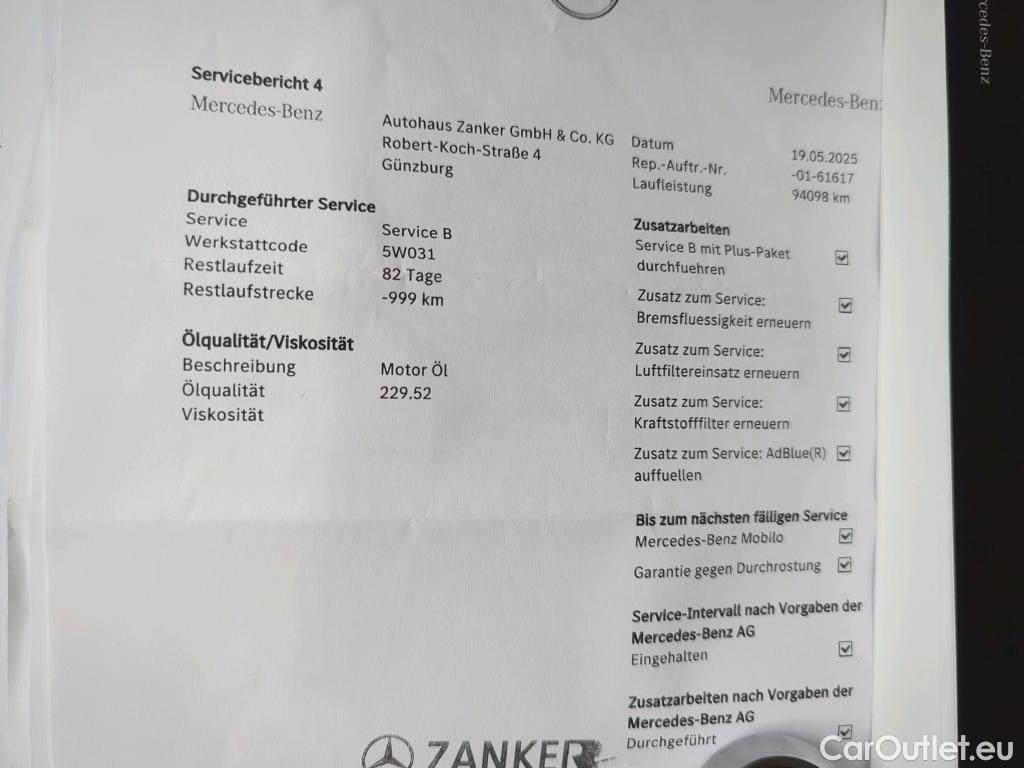 Servicebericht 4
Mercedes-Benz
Autohaus Zanker GmbH & Co. KG
Robert-Koch-Straße 4
Günzburg
Mercedes-Benz
Datum 19.05.2025
Rep.-Auftr.-Nr. -01-61617
Laufleistung 94098 km
Durchgeführter Service
Service Service B
Werkstattcode 5W031
Restlaufzeit 82 Tage
Restlaufstrecke -999 km
Ölqualität/Viskosität
Beschreibung Motor Öl
Ölqualität 229.52
Viskosität
Zusatzarbeiten
Service B mit Plus-Paket
durchfuehren
Zusatz zum Service:
Bremsfluessigkeit erneuern
Zusatz zum Service:
Luftfiltereinsatz erneuern
Zusatz zum Service:
Kraftstofffilter erneuern
Zusatz zum Service: AdBlue(R)
auffuellen
Bis zum nächsten fälligen Service
Mercedes-Benz Mobilo
Garantie gegen Durchrostung
Service-Intervall nach Vorgaben der
Mercedes-Benz AG
Eingehalten
Zusatzarbeiten nach Vorgaben der
Mercedes-Benz AG
Durchgeführt
ZANKER
rcedes-Benz
CarOutlet.eu